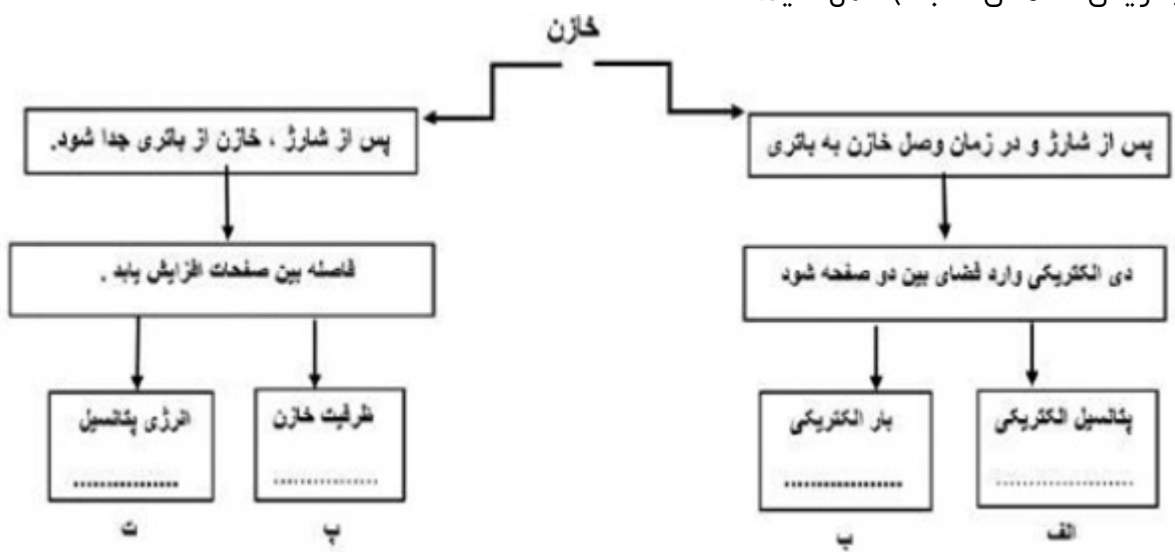 خازن
پس از شارژ و در زمان وصل خازن به باتری
پس از شارژ ، خازن از باتری جدا شود.
دی الکتریکی وارد فضای بین دو صفحه شود
فاصله بین صفحات افزایش یابد .
پتانسیل الکتریکی
................
بار الکتریکی
..................
ظرفیت خازن
...............
انرژی پتانسیل
...............
الف
ب
پ
ت